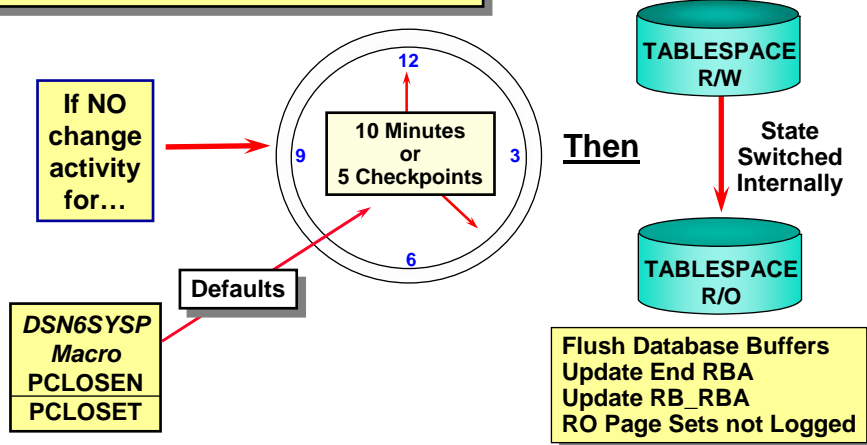 If NO
change
activity
for…
12
9
3
6
10 Minutes
or
5 Checkpoints
Defaults
DSN6SYSP
Macro
PCLOSEN
PCLOSET
Then
TABLESPACE
R/W
State
Switched
Internally
TABLESPACE
R/O
Flush Database Buffers
Update End RBA
Update RB_RBA
RO Page Sets not Logged